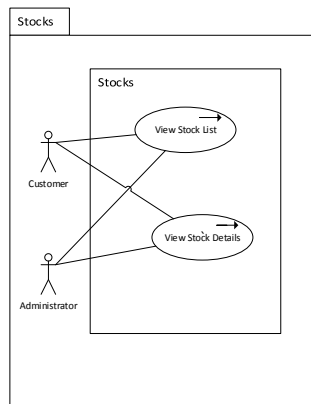 Stocks
Stocks
View Stock List
Customer
View Stock Details
Administrator